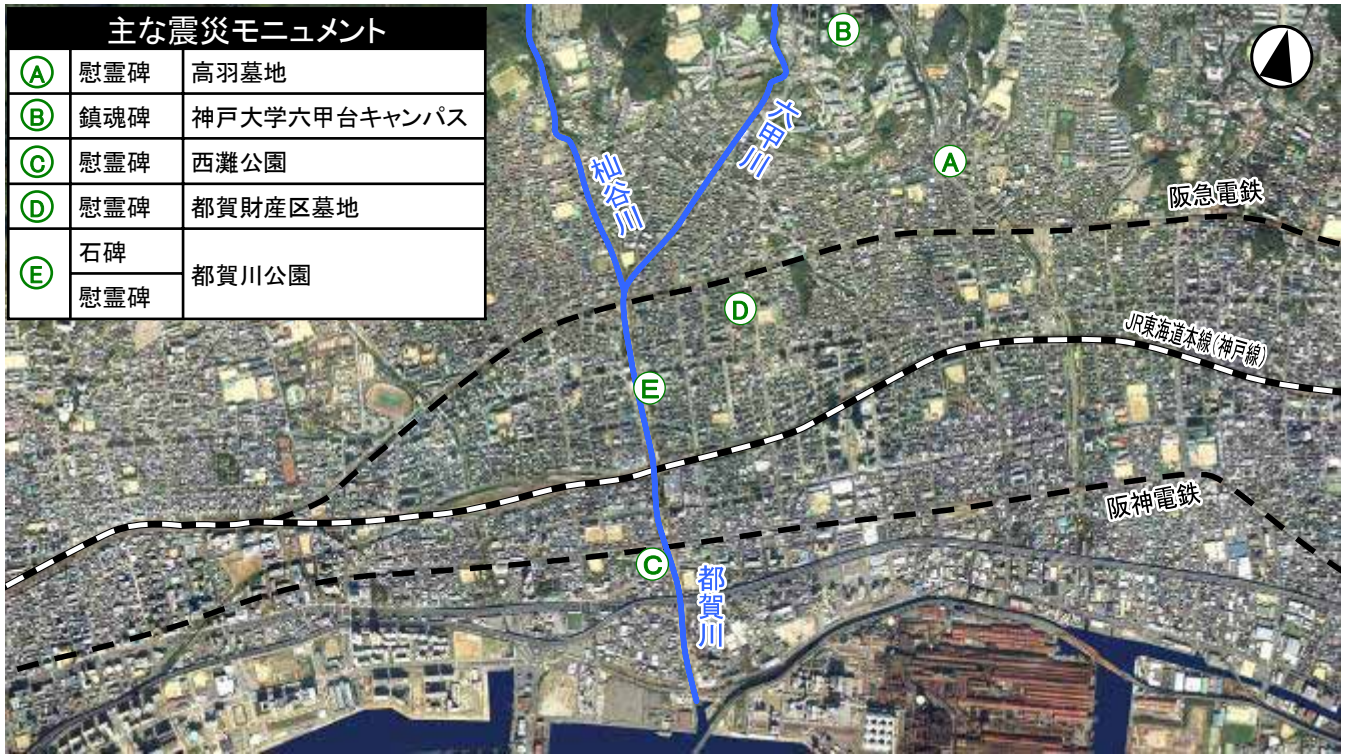 主な震災モニュメント
A 慰霊碑 高羽墓地
B 鎮魂碑 神戸大学六甲台キャンパス
C 慰霊碑 西灘公園
D 慰霊碑 都賀財産区墓地
E 石碑 都賀川公園
慰霊碑
B
六甲川
杣谷川
A
阪急電鉄
D
JR東海道本線(神戸線)
E
阪神電鉄
C
都賀川